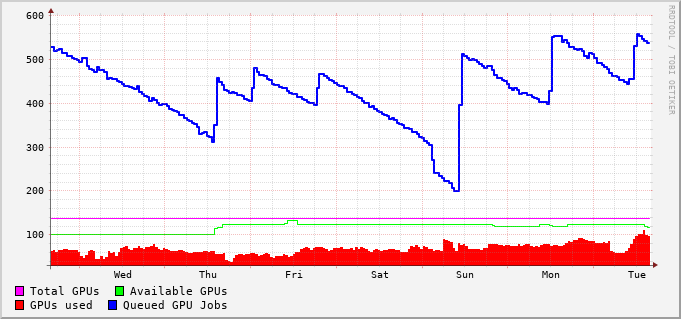 600
500
400
300
200
100
Wed Thu Fri Sat Sun Mon Tue
Total GPUs Available GPUs
GPUs used Queued GPU Jobs
RRDTOOL / TOBI OETIKER